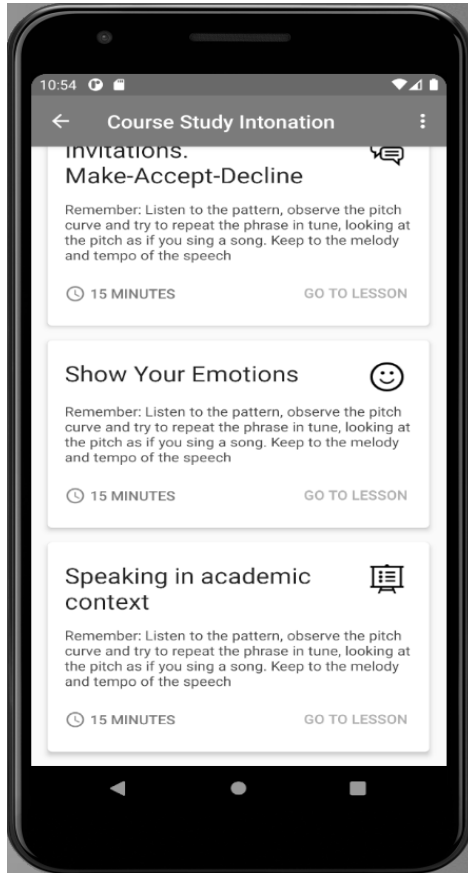 10:54
Course Study Intonation
Invitations.
Make-Accept-Decline
Remember: Listen to the pattern, observe the pitch
curve and try to repeat the phrase in tune, looking at
the pitch as if you sing a song. Keep to the melody
and tempo of the speech
15 MINUTES GO TO LESSON
Show Your Emotions
Remember: Listen to the pattern, observe the pitch
curve and try to repeat the phrase in tune, looking at
the pitch as if you sing a song. Keep to the melody
and tempo of the speech
15 MINUTES GO TO LESSON
Speaking in academic
context
Remember: Listen to the pattern, observe the pitch
curve and try to repeat the phrase in tune, looking at
the pitch as if you sing a song. Keep to the melody
and tempo of the speech
15 MINUTES GO TO LESSON